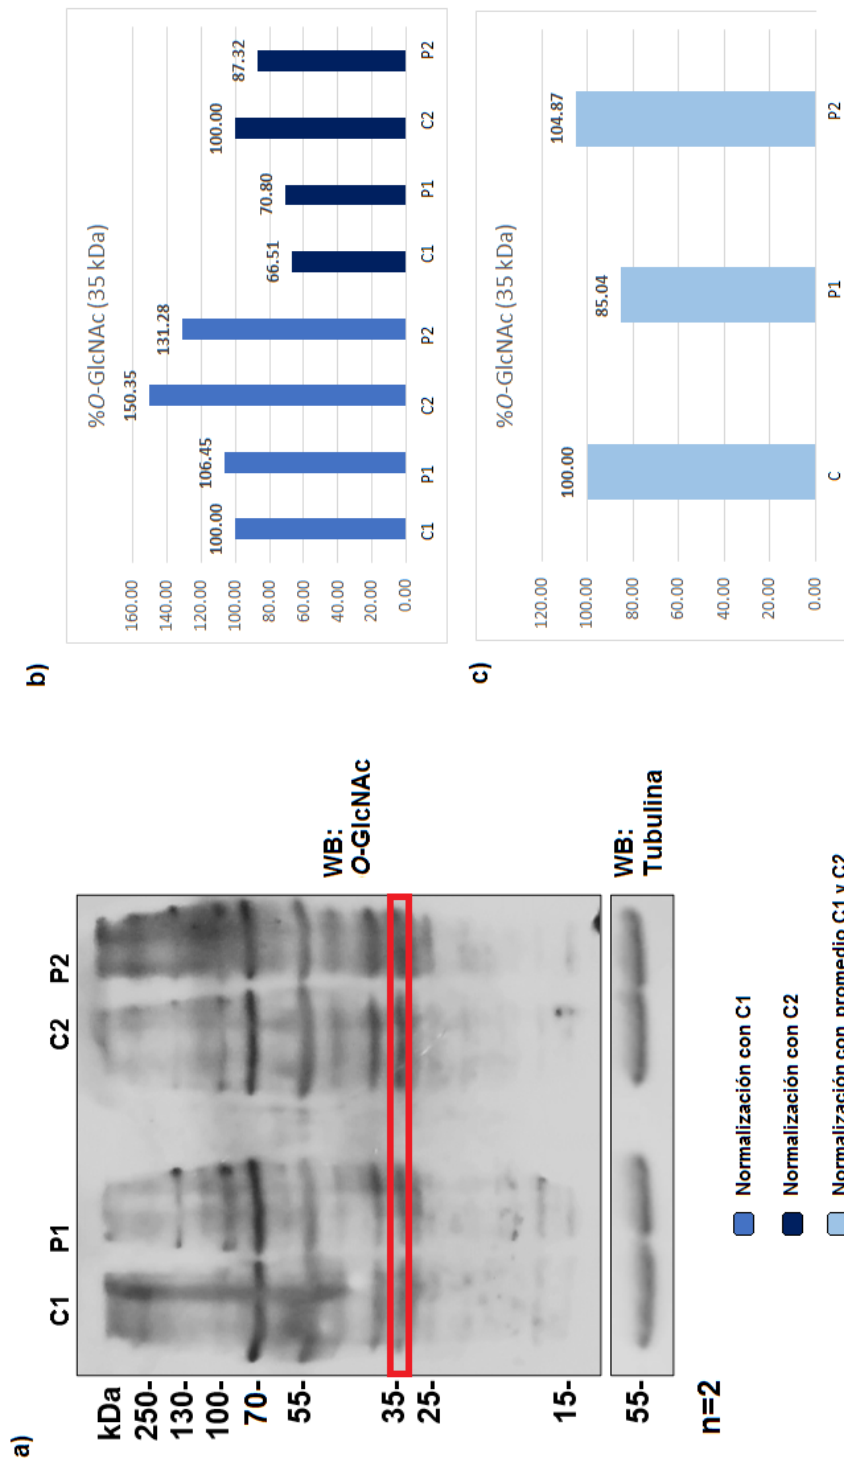 a)
C1 P1 C2 P2
kDa
250-
130-
100-
70-
55-
35-
25-
15-
WB:
O-GlcNAc
55-
WB:
Tubulina
n=2
Normalización con C1
Normalización con C2
Normalización con promedio C1 y C2
b)
%O-GlcNAc (35 kDa)
160.00
140.00
120.00
100.00
80.00
60.00
40.00
20.00
0.00
100.00 106.45 150.35 131.28 66.51 70.80 100.00 87.32
C1 P1 C2 P2 C1 P1 C2 P2
c)
%O-GlcNAc (35 kDa)
120.00
100.00
80.00
60.00
40.00
20.00
0.00
100.00 85.04 104.87
C P1 P2